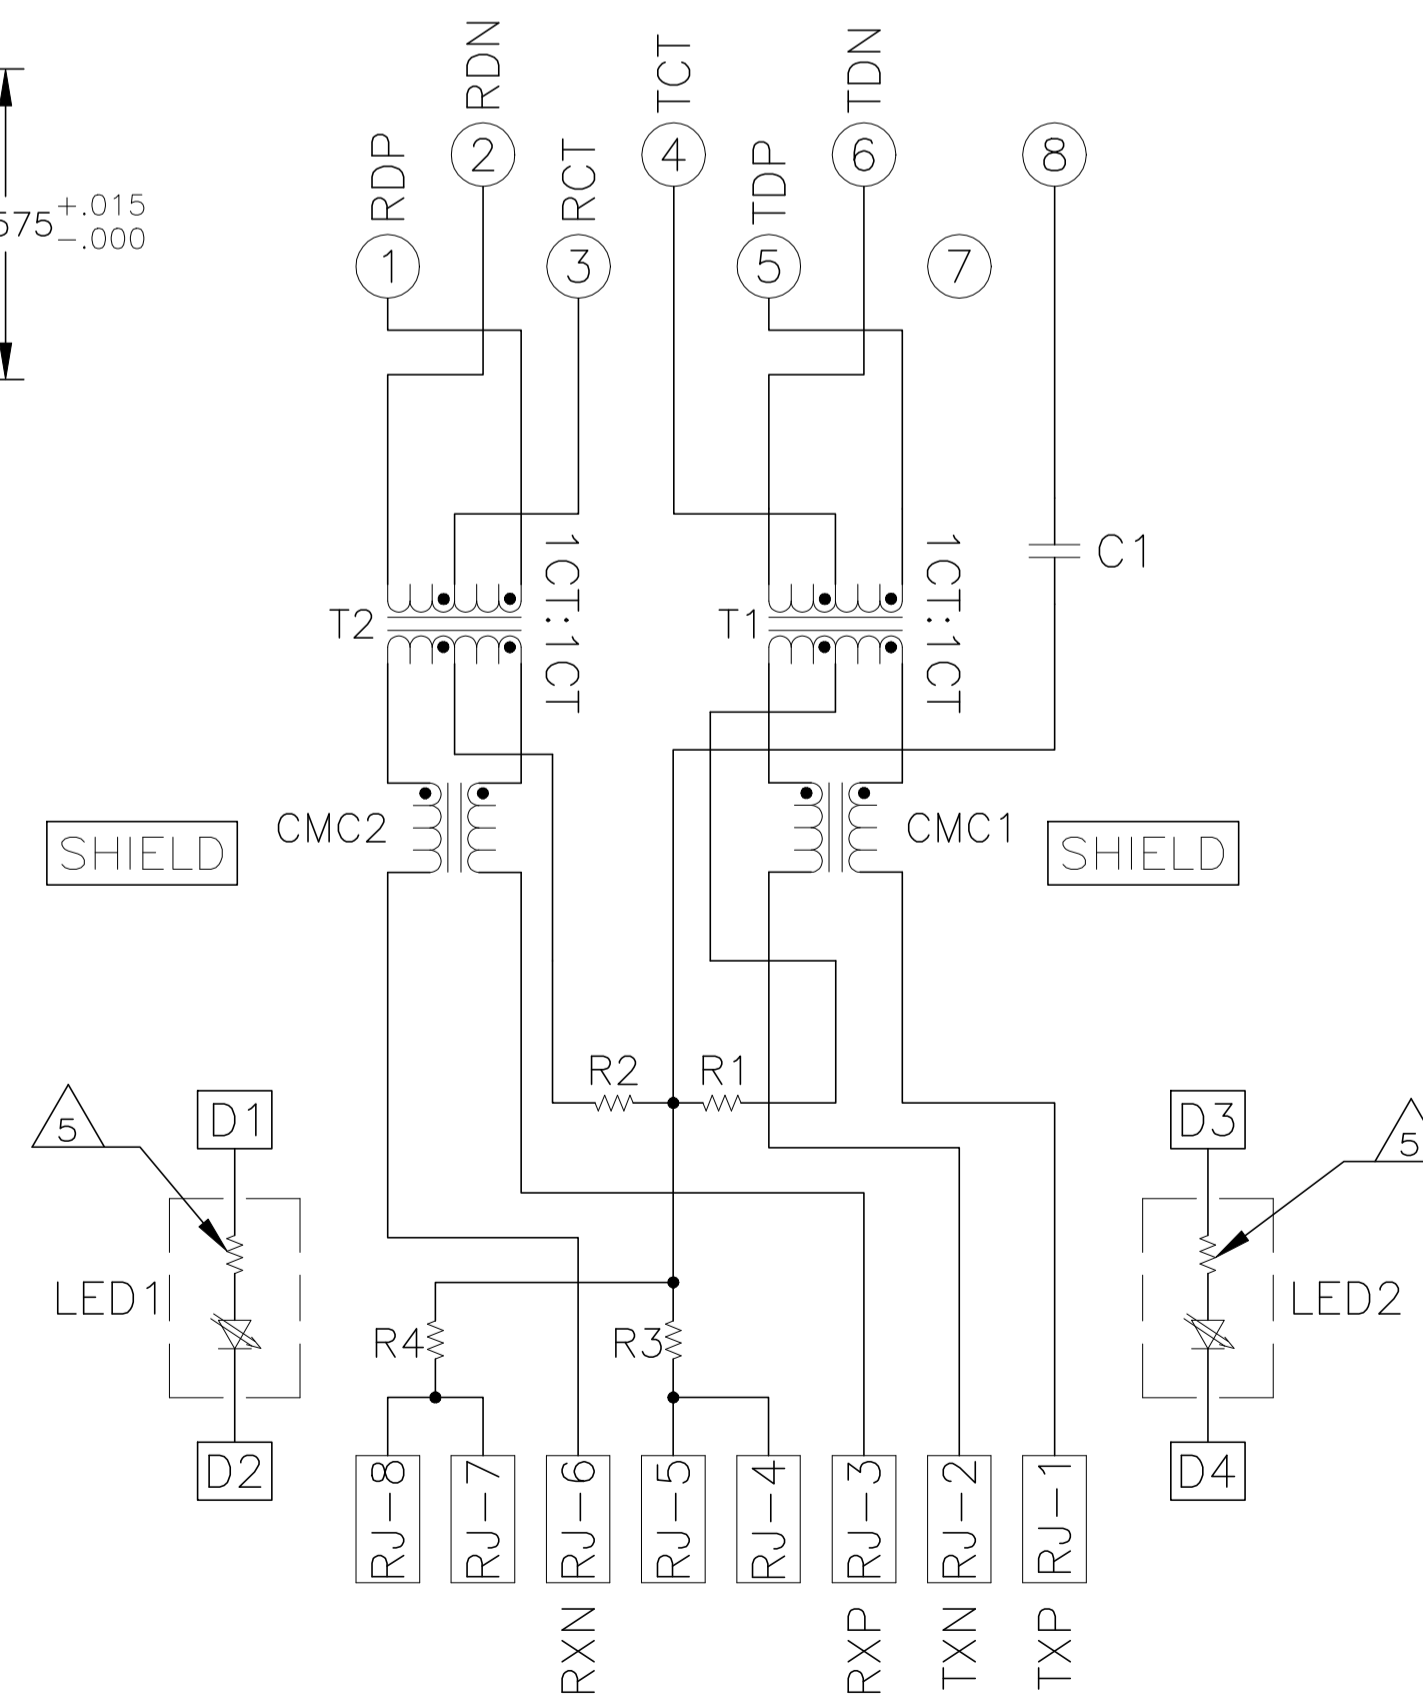 RDN
TCT
TDN
RDP
2
RCT
4
TDP
6
8
+.015
-.000
1
3
5
7
1CT:1CT
1CT:1CT
C1
T2
T1
CMC2
CMC1
SHIELD
SHIELD
R2
R1
5
D1
D3
5
LED1
LED2
R4
R3
D2
D4
RJ-8
RJ-7
RJ-6
RJ-5
RJ-4
RJ-3
RJ-2
RJ-1
RXN
RXP
TXN
TXP